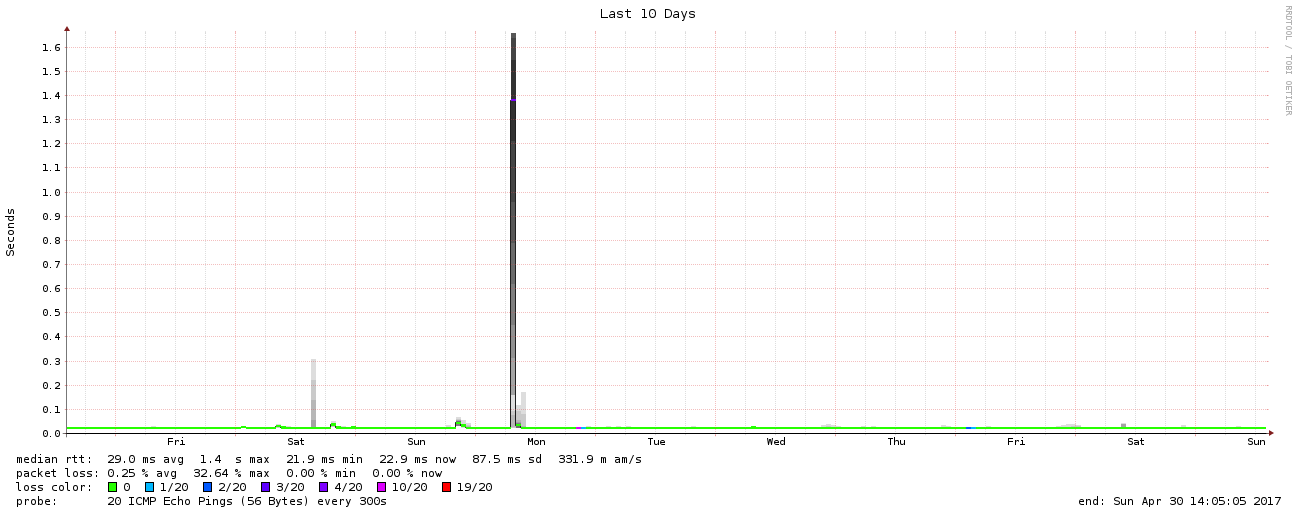 Last 10 Days
RRDTOOL / TOBI OETIKER
Seconds
1.6
1.5
1.4
1.3
1.2
1.1
1.0
0.9
0.8
0.7
0.6
0.5
0.4
0.3
0.2
0.1
0.0
Fri Sat Sun Mon Tue Wed Thu Fri Sat Sun
median rtt: 29.0 ms avg 1.4 s max 21.9 ms min 22.9 ms now 87.5 ms sd 331.9 m am/s
packet loss: 0.25 % avg 32.64 % max 0.00 % min 0.00 % now
loss color: 0 1/20 2/20 3/20 4/20 10/20 19/20
probe: 20 ICMP Echo Pings (56 Bytes) every 300s end: Sun Apr 30 14:05:05 2017